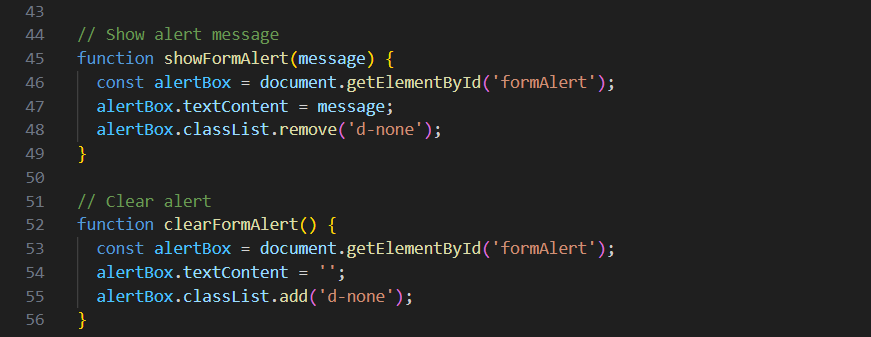 43
44 // Show alert message
45 function showFormAlert(message) {
46   const alertBox = document.getElementById('formAlert');
47   alertBox.textContent = message;
48   alertBox.classList.remove('d-none');
49 }
50
51 // Clear alert
52 function clearFormAlert() {
53   const alertBox = document.getElementById('formAlert');
54   alertBox.textContent = '';
55   alertBox.classList.add('d-none');
56 }